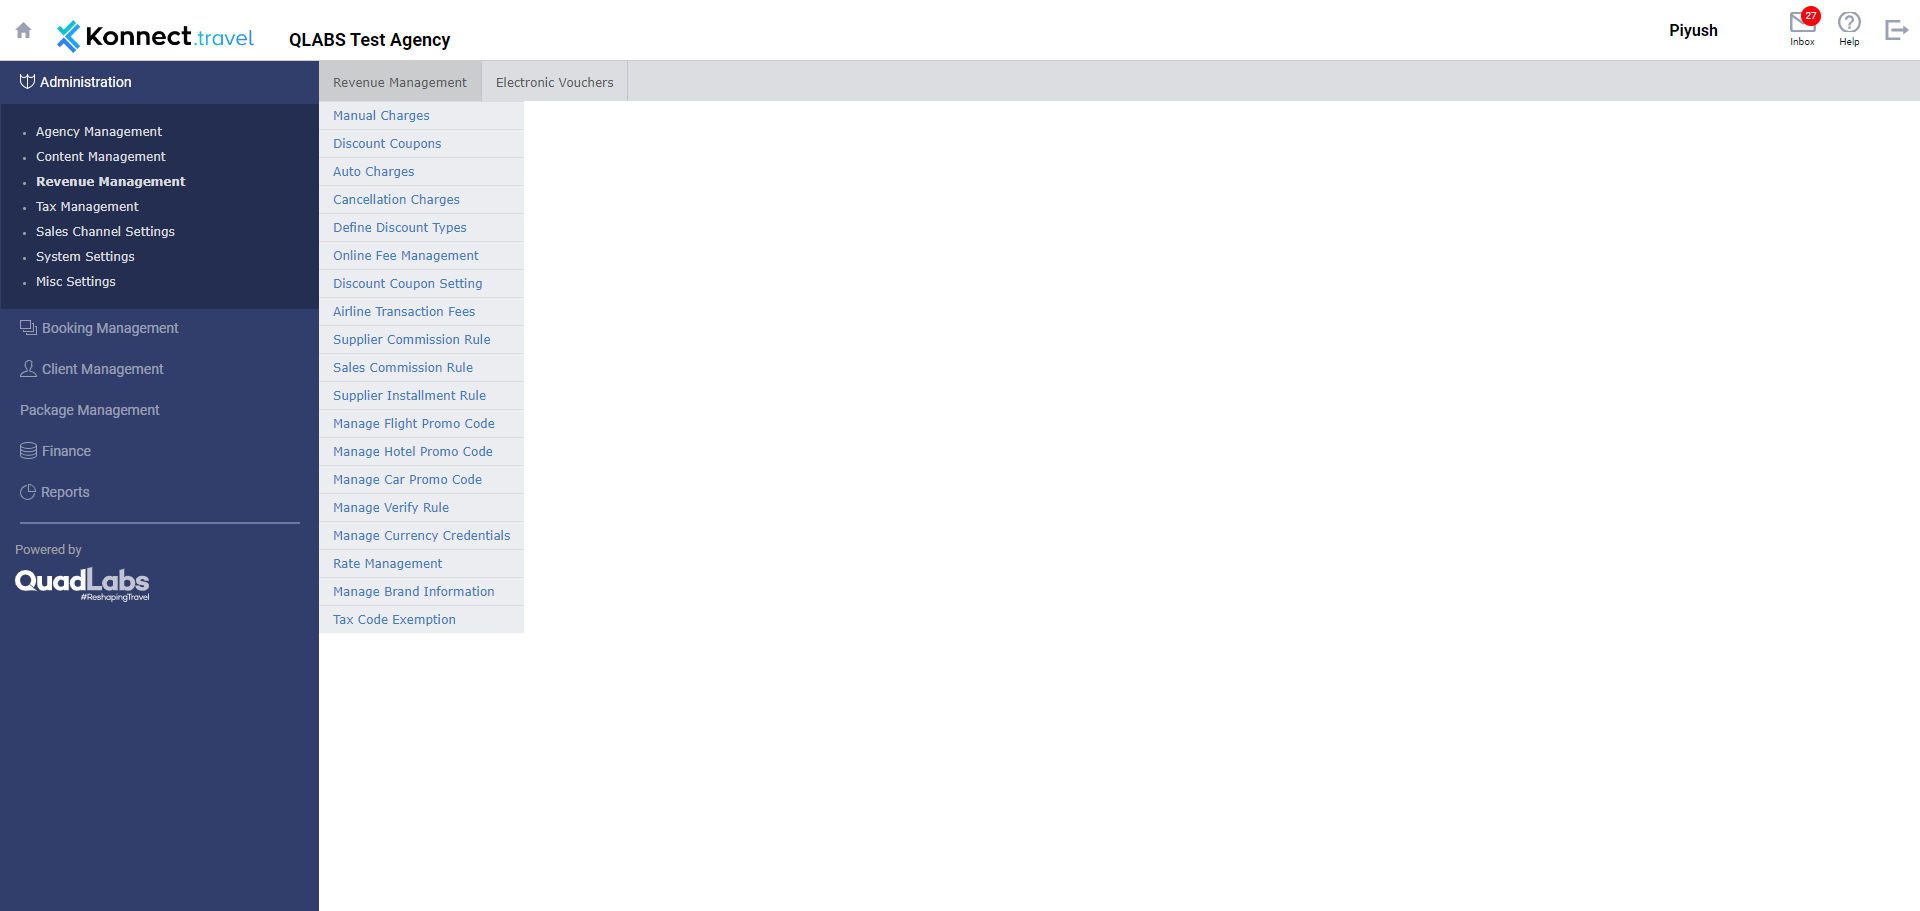 Konnect.travel
QLABS Test Agency
Piyush
27
Inbox
Help
Administration
Agency Management
Content Management
Revenue Management
Tax Management
Sales Channel Settings
System Settings
Misc Settings
Booking Management
Client Management
Package Management
Finance
Reports
Powered by
QuadLabs
#ReshapingTravel
Revenue Management
Electronic Vouchers
Manual Charges
Discount Coupons
Auto Charges
Cancellation Charges
Define Discount Types
Online Fee Management
Discount Coupon Setting
Airline Transaction Fees
Supplier Commission Rule
Sales Commission Rule
Supplier Installment Rule
Manage Flight Promo Code
Manage Hotel Promo Code
Manage Car Promo Code
Manage Verify Rule
Manage Currency Credentials
Rate Management
Manage Brand Information
Tax Code Exemption